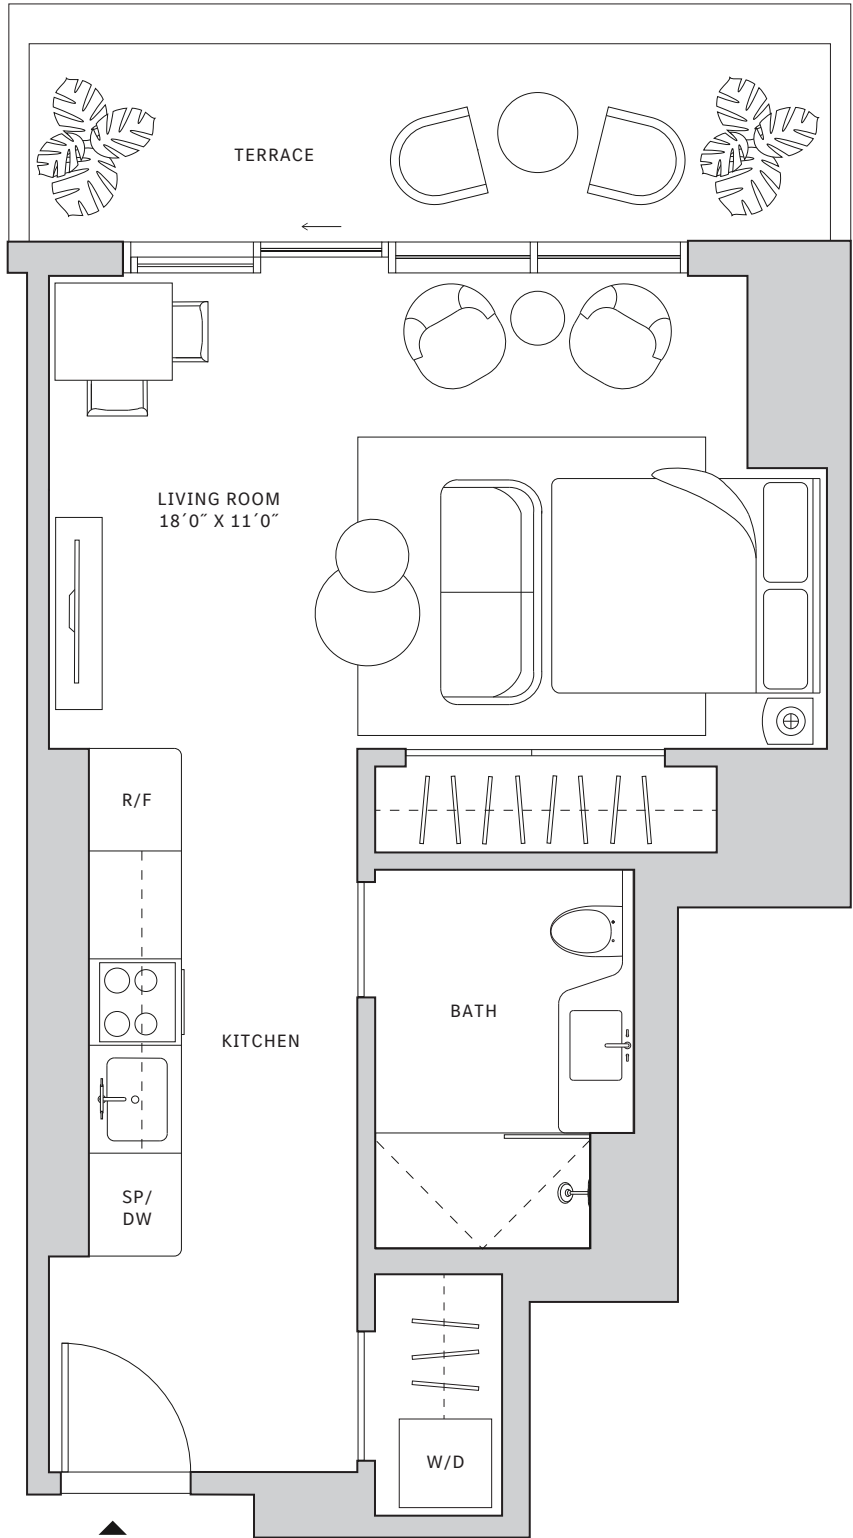 TERRACE
LIVING ROOM
18´0˝ X 11´0˝
R/F
KITCHEN
BATH
SP/
DW
W/D